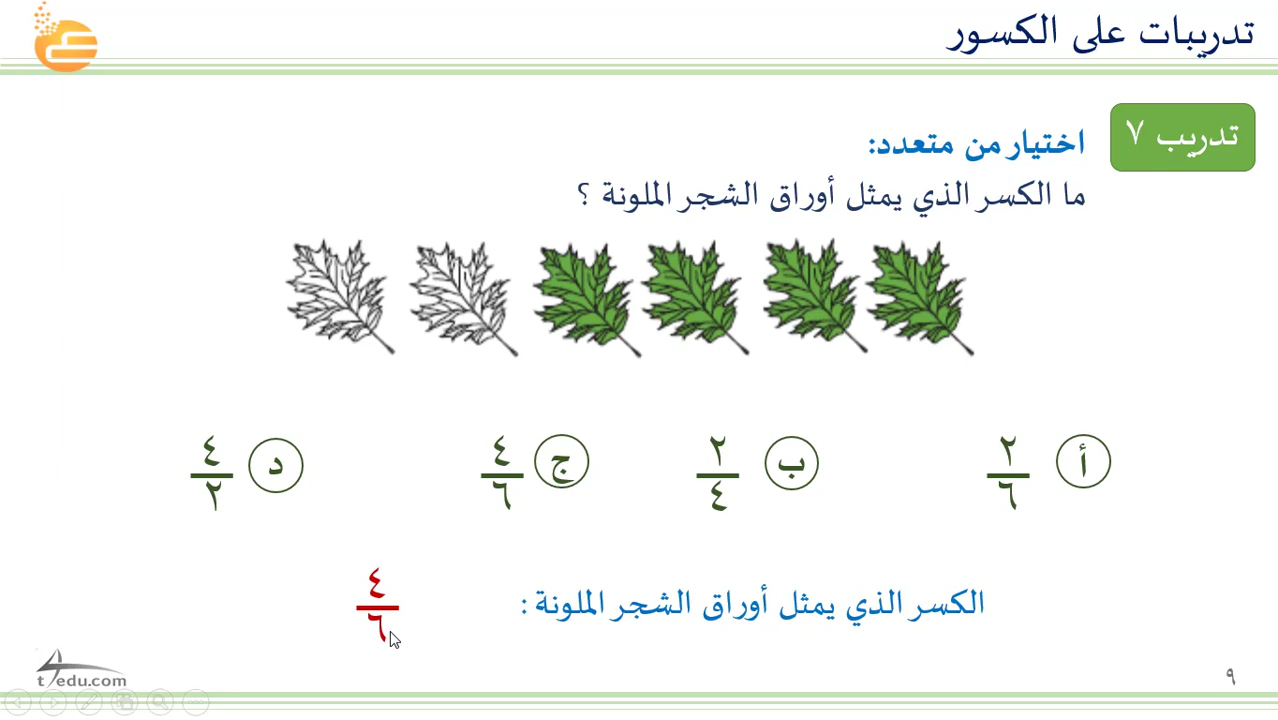 تدريبات على الكسور
تدريب ٧
اختيار من متعدد:
ما الكسر الذي يمثل أوراق الشجر الملونة ؟
أ ٢/٦ ب ٢/٤ ج ٤/٦ د ٤/٢
الكسر الذي يمثل أوراق الشجر الملونة : ٤/٦
t4edu.com
٩